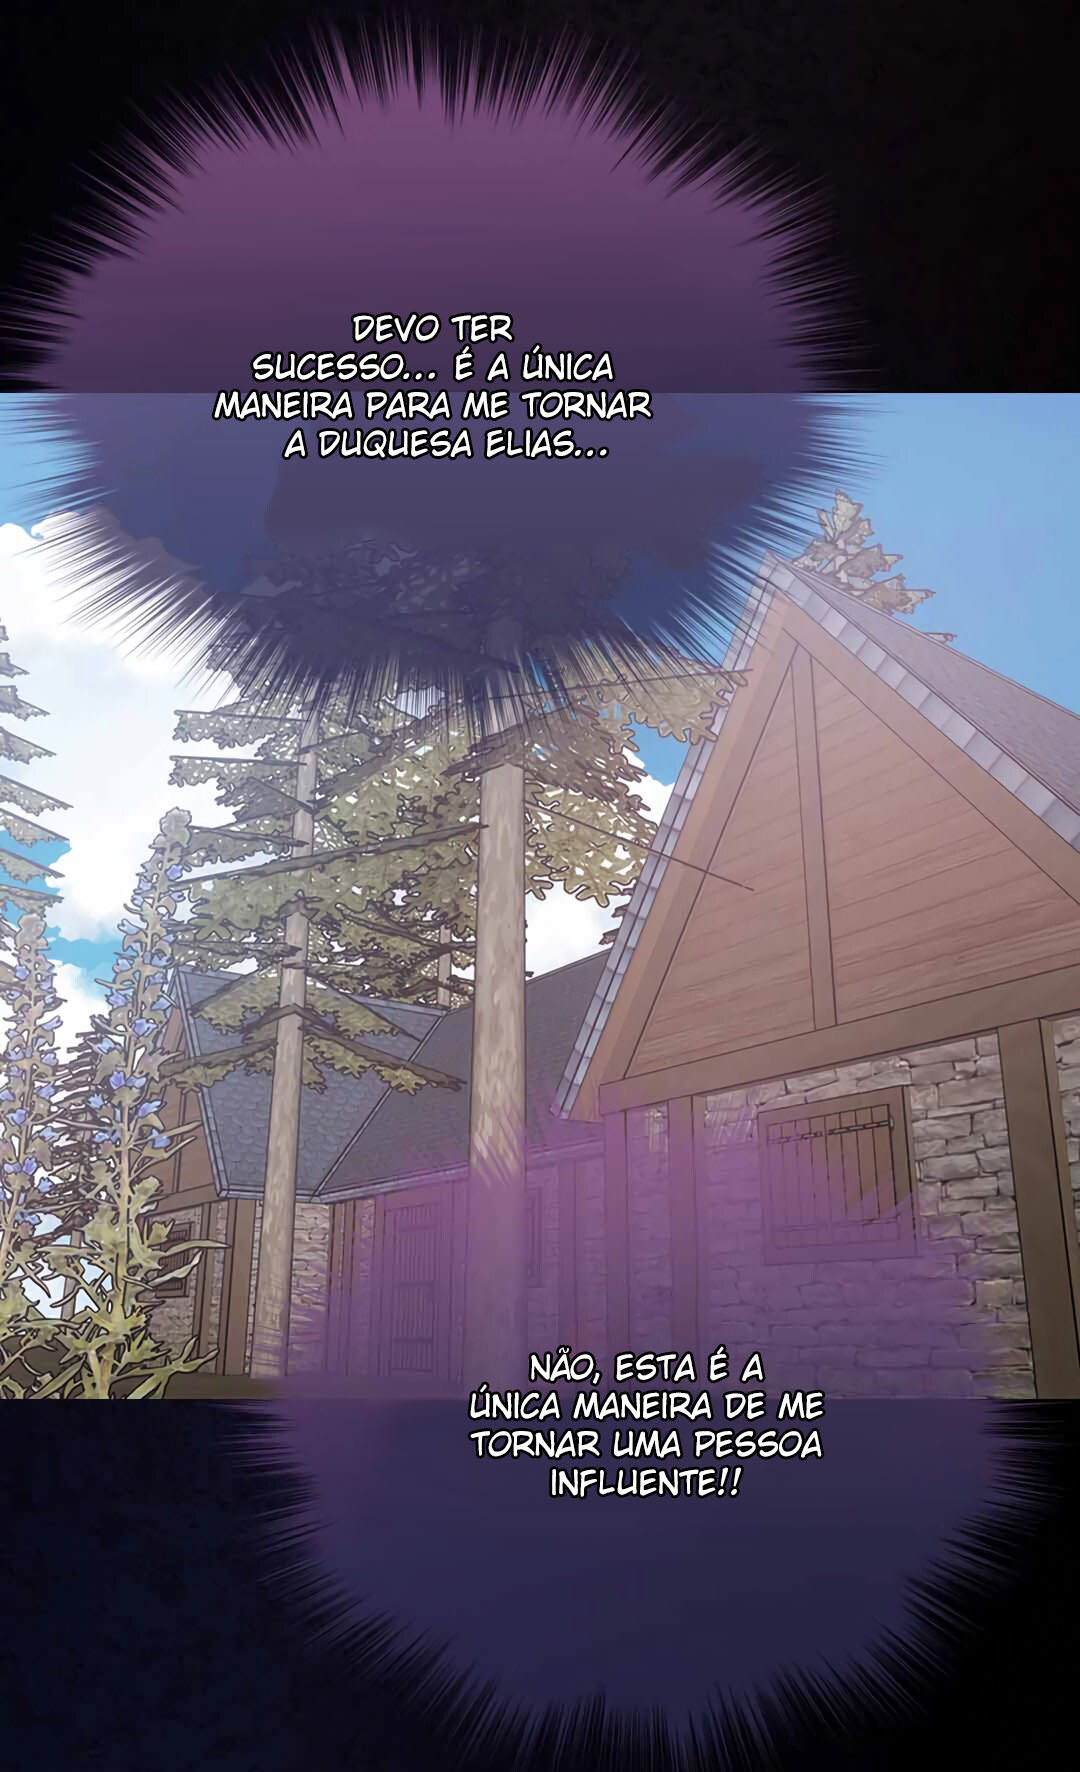 DEVO TER
SUCESSO... É A ÚNICA
MANEIRA PARA ME TORNAR
A DUQUESA ELIAS...
NÃO, ESTA É A
ÚNICA MANEIRA DE ME
TORNAR UMA PESSOA
INFLUENTE!!